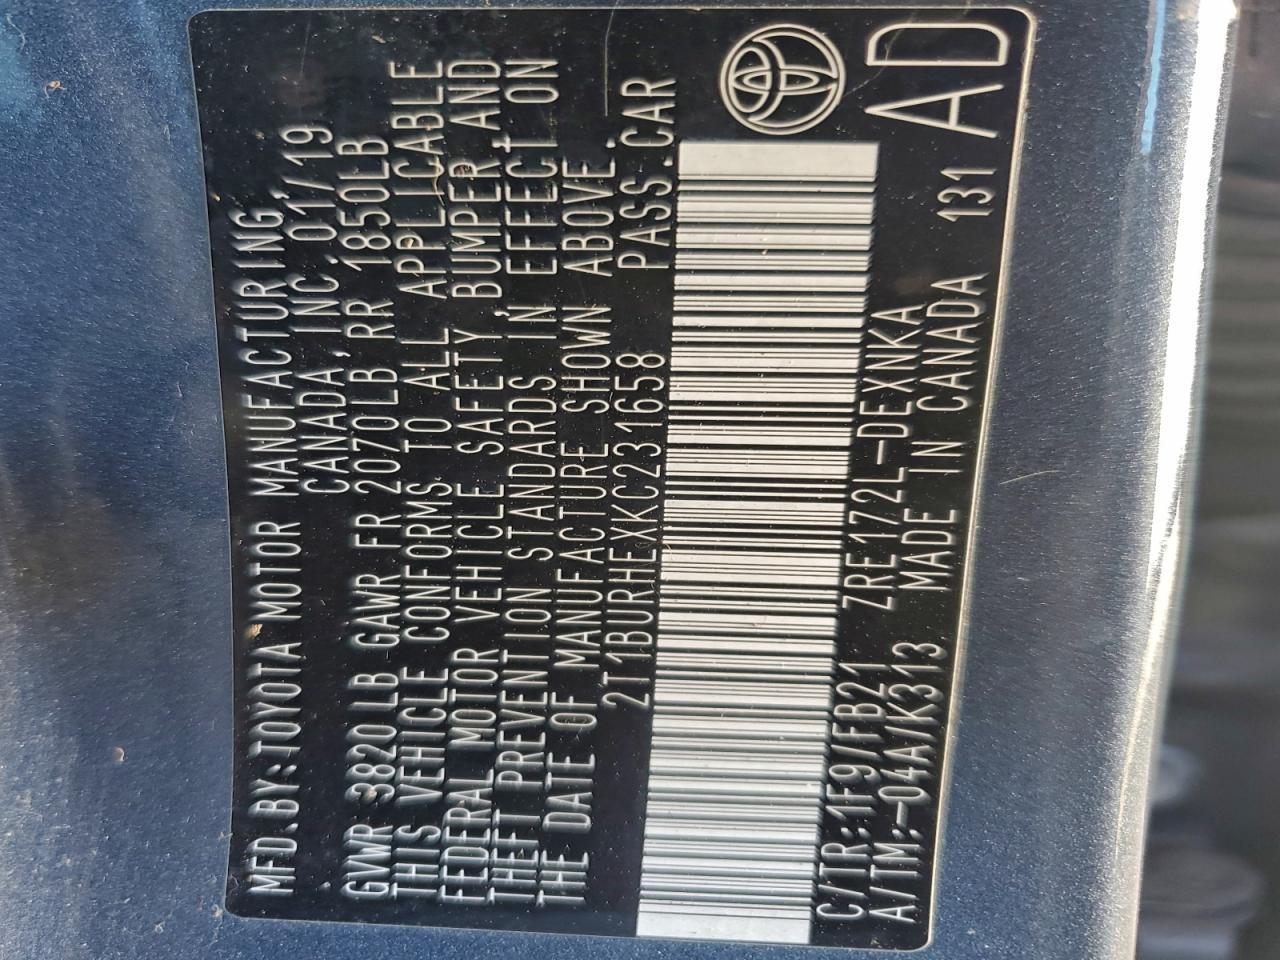 MFD.BY:TOYOTA MOTOR MANUFACTURING,
CANADA, INC. 01/19
GVWR 3820LB GAWR FR 2070LB, RR 1850LB
THIS VEHICLE CONFORMS TO ALL APPLICABLE
FEDERAL MOTOR VEHICLE SAFETY, BUMPER, AND
THEFT PREVENTION STANDARDS IN EFFECT ON
THE DATE OF MANUFACTURE SHOWN ABOVE.
2T1BURHEXKC231658 PASS.CAR
C/TR:1F9/FB21 ZRE172L-DEXNKA
A/TM:-04A/K313 MADE IN CANADA 131 AD